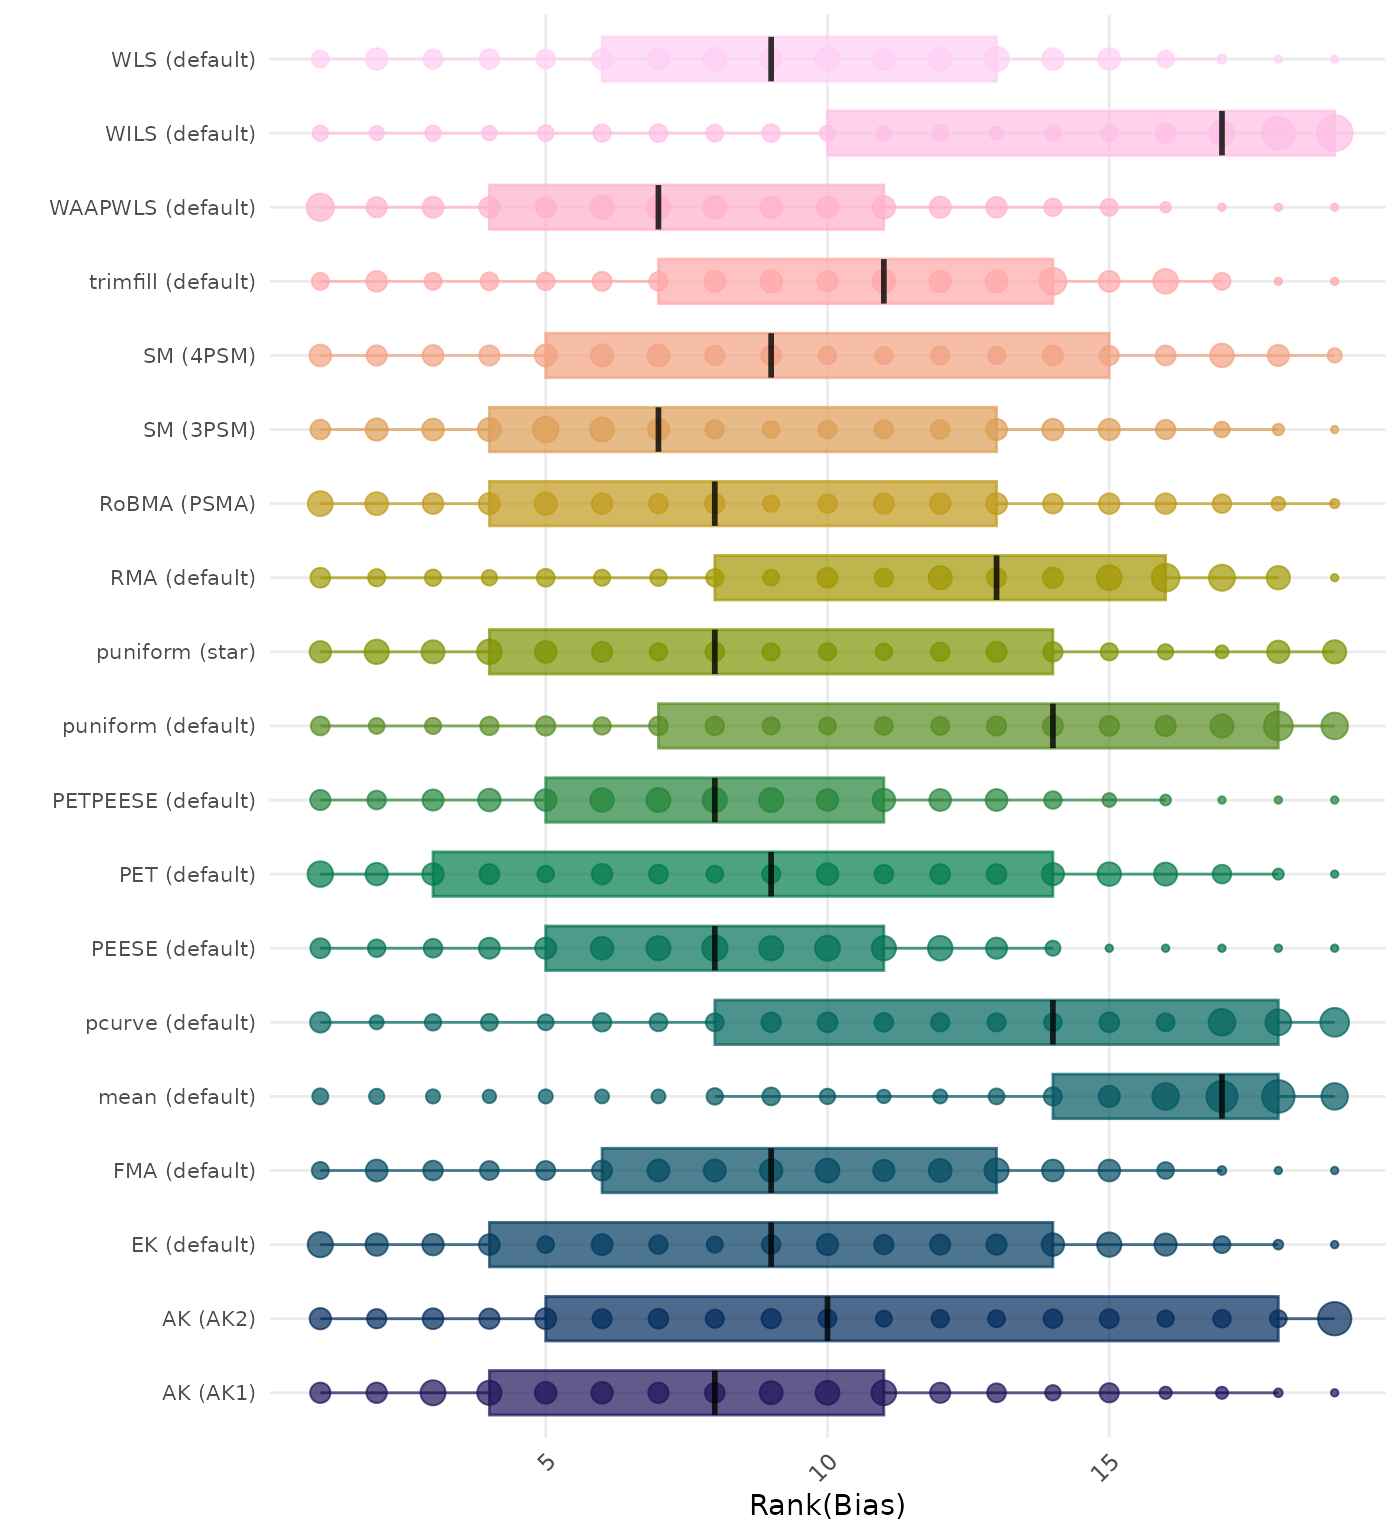 WLS (default)
WILS (default)
WAAPWLS (default)
trimfill (default)
SM (4PSM)
SM (3PSM)
RoBMA (PSMA)
RMA (default)
puniform (star)
puniform (default)
PETPEESE (default)
PET (default)
PEESE (default)
pcurve (default)
mean (default)
FMA (default)
EK (default)
AK (AK2)
AK (AK1)
5
10
15
Rank(Bias)